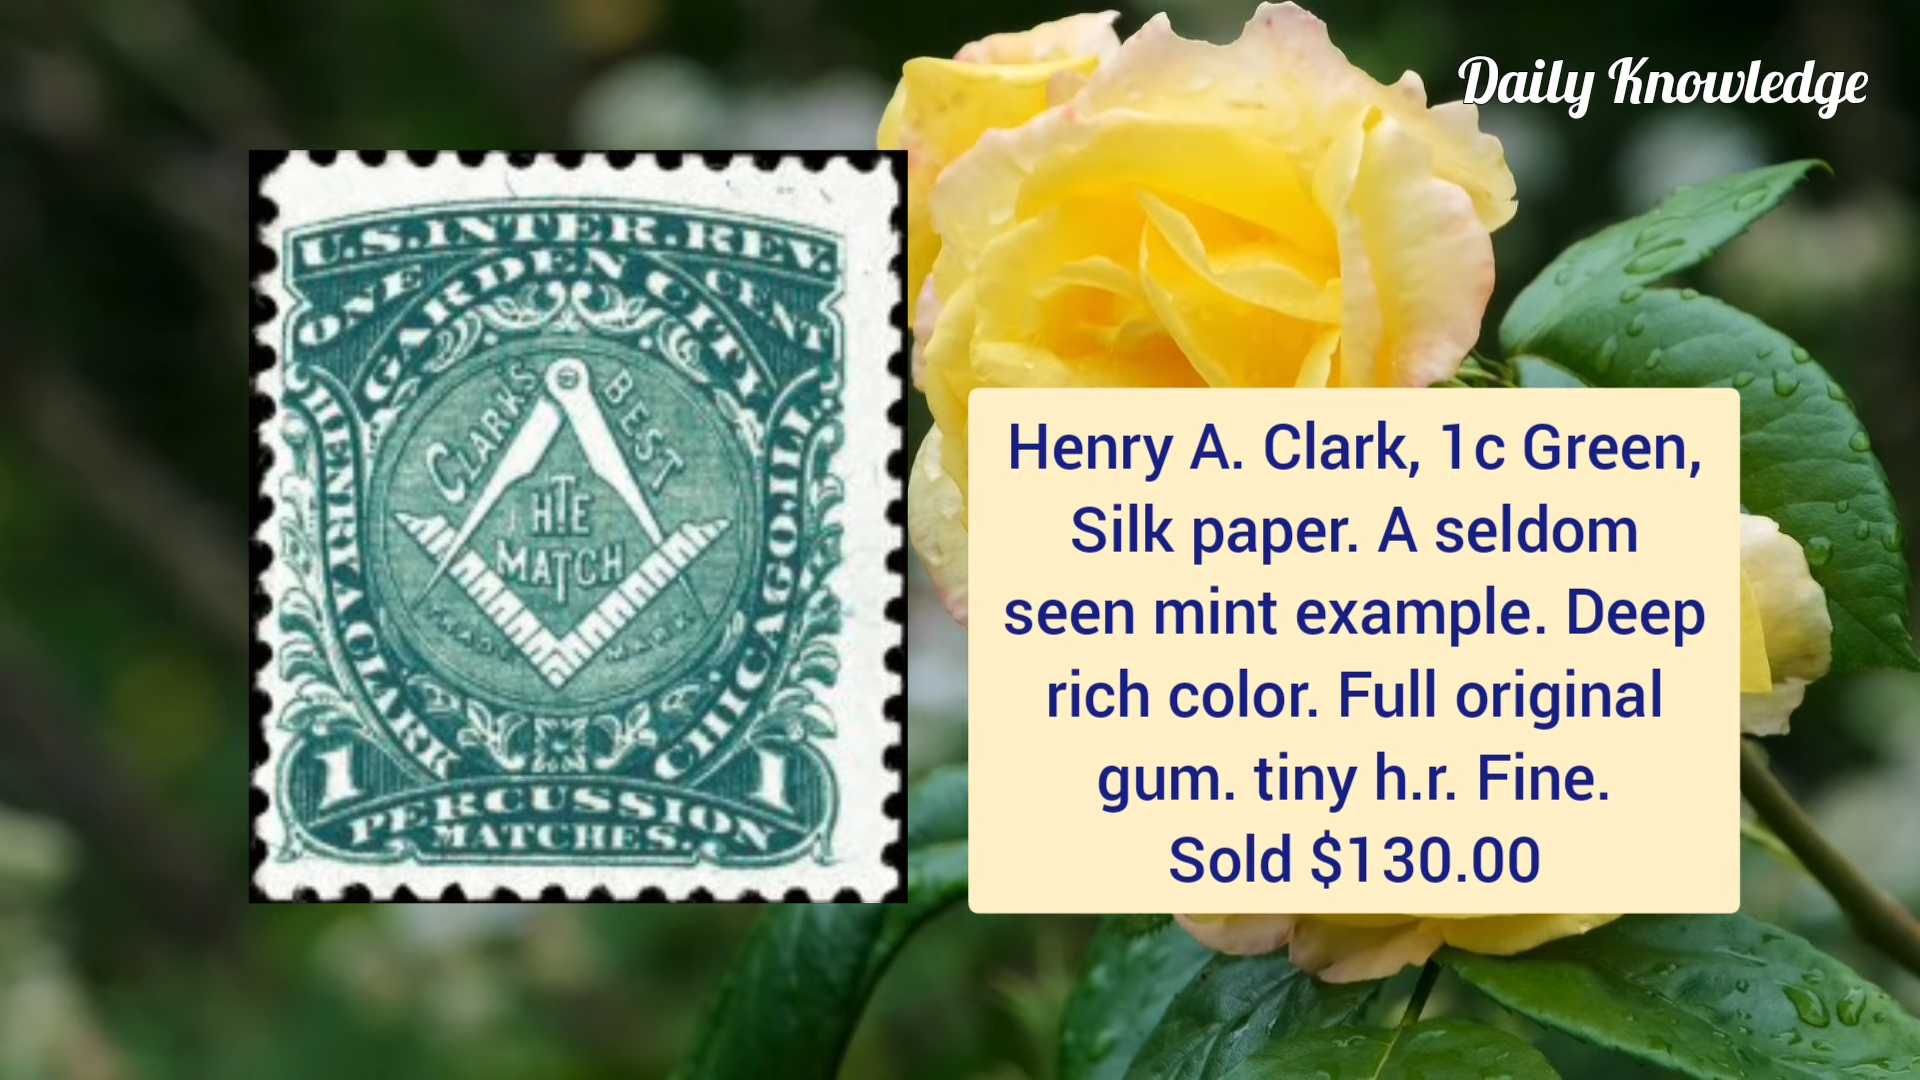 Daily Knowledge
U.S. INTER. REV.
ONE CENT
GARDEN CITY
HENRY A. CLARK
CHICAGO. ILL.
CLARK'S BEST
THE
MATCH
TRADE MARK
1 1
PERCUSSION
MATCHES.
Henry A. Clark, 1c Green,
Silk paper. A seldom
seen mint example. Deep
rich color. Full original
gum. tiny h.r. Fine.
Sold $130.00